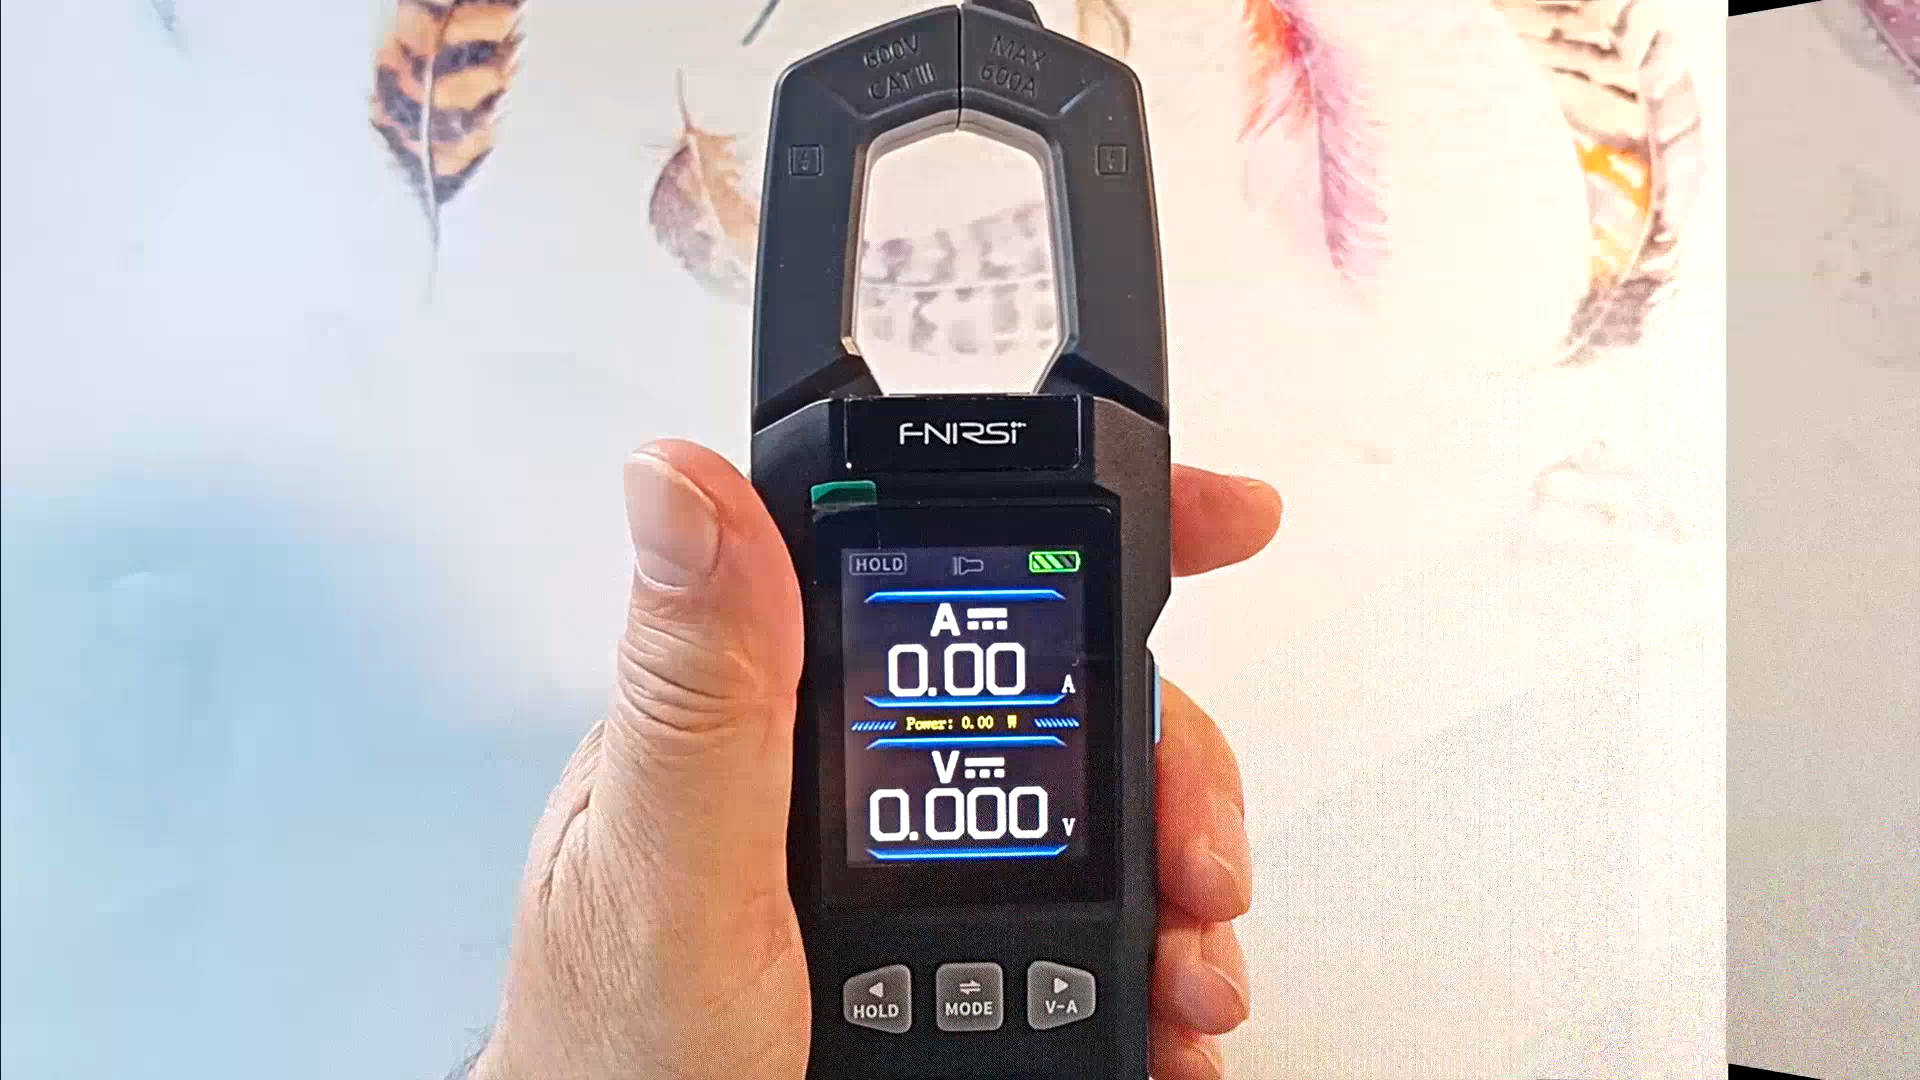 600V
CAT III
MAX
600A
FNIRSI
HOLD
A
0.00 A
Power: 0.00 W
V
0.000 V
HOLD
MODE
V-A